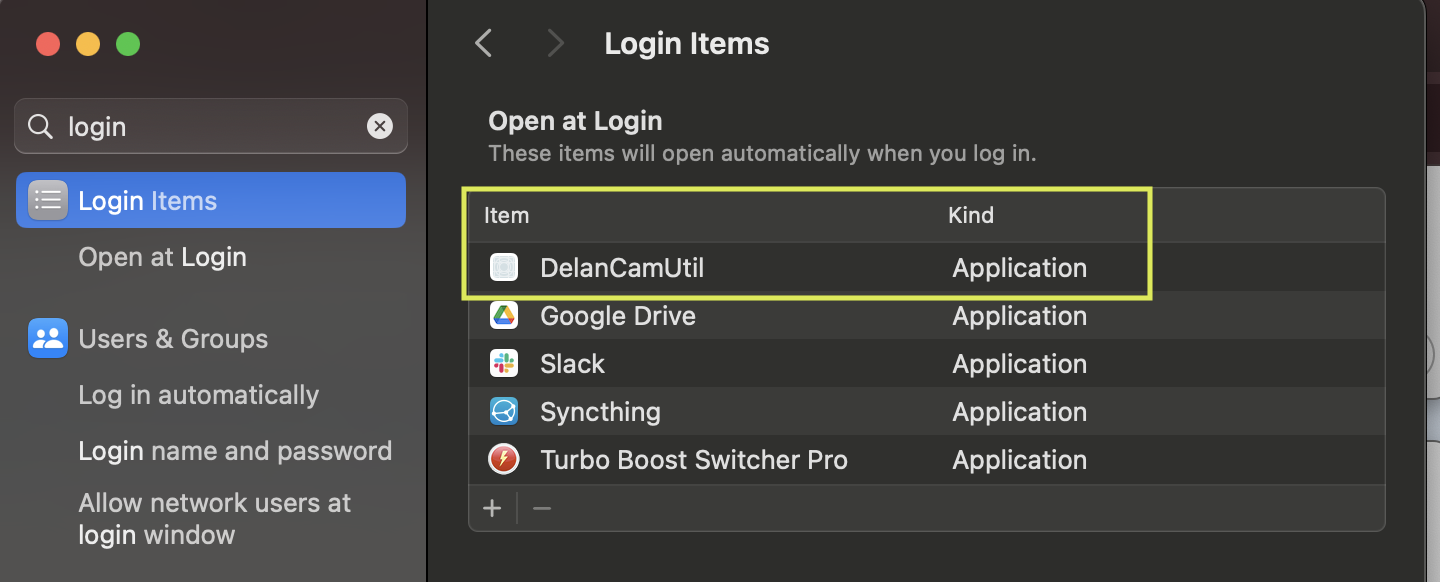 login
Login Items
Open at Login
Users & Groups
Log in automatically
Login name and password
Allow network users at
login window
Login Items
Open at Login
These items will open automatically when you log in.
Item Kind
DelanCamUtil Application
Google Drive Application
Slack Application
Syncthing Application
Turbo Boost Switcher Pro Application